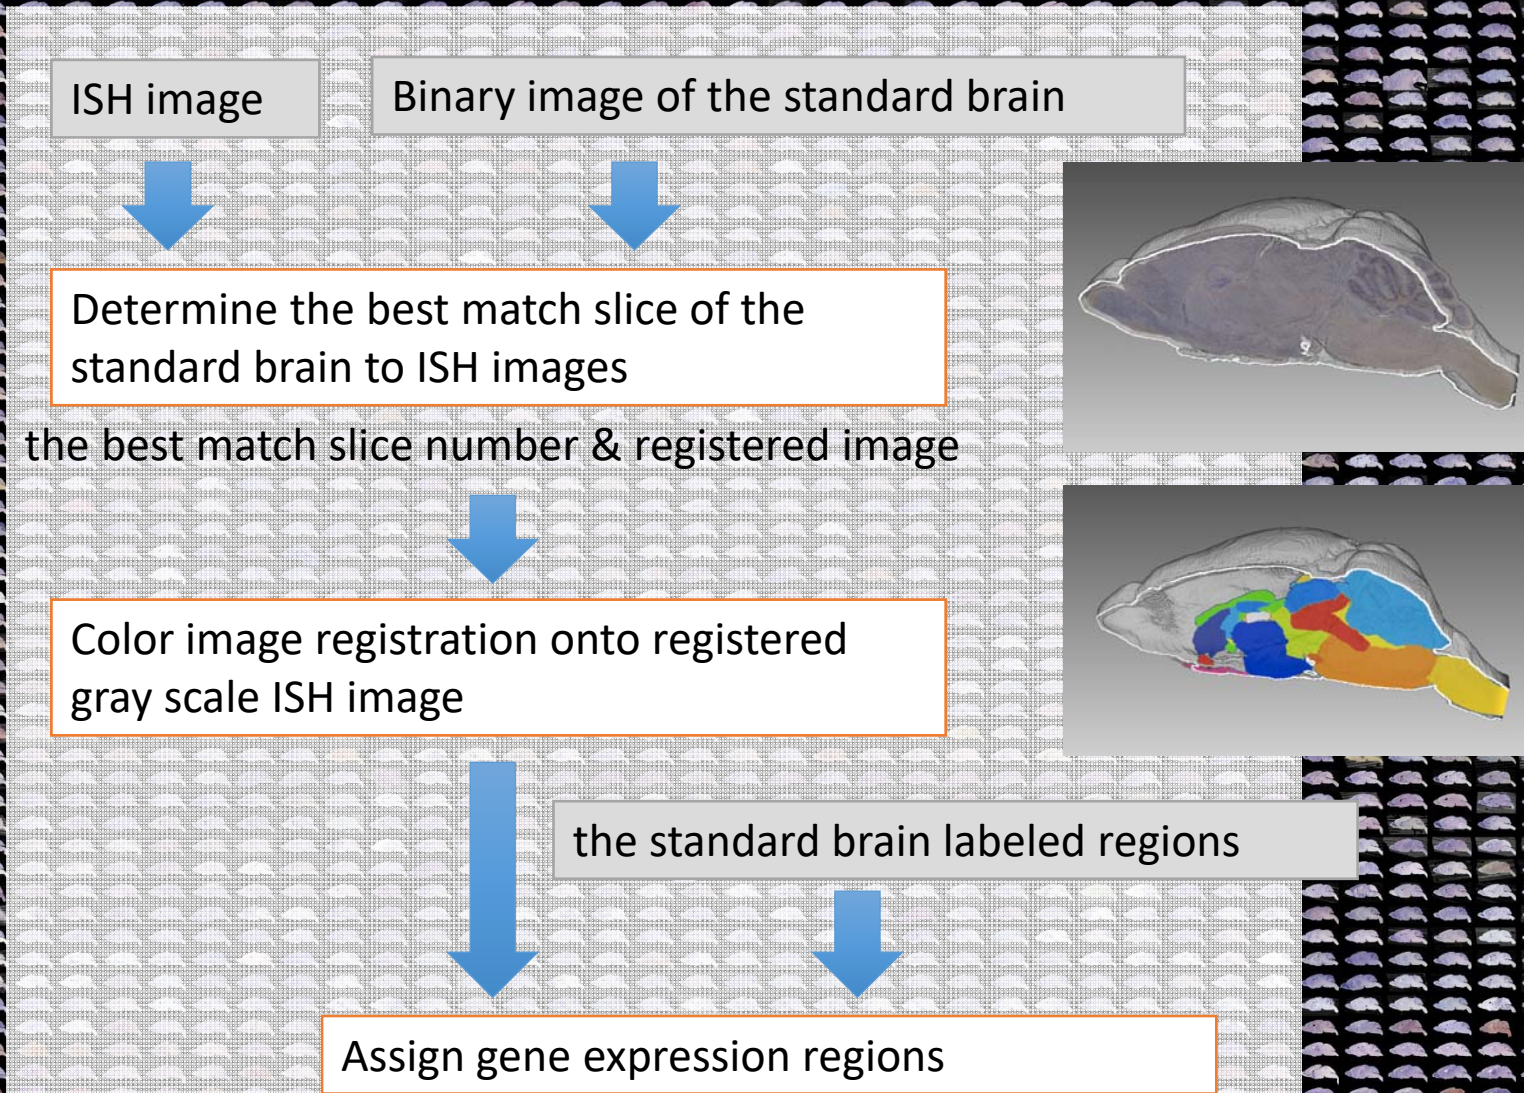 ISH image
Binary image of the standard brain
Determine the best match slice of the
standard brain to ISH images
the best match slice number & registered image
Color image registration onto registered
gray scale ISH image
the standard brain labeled regions
Assign gene expression regions